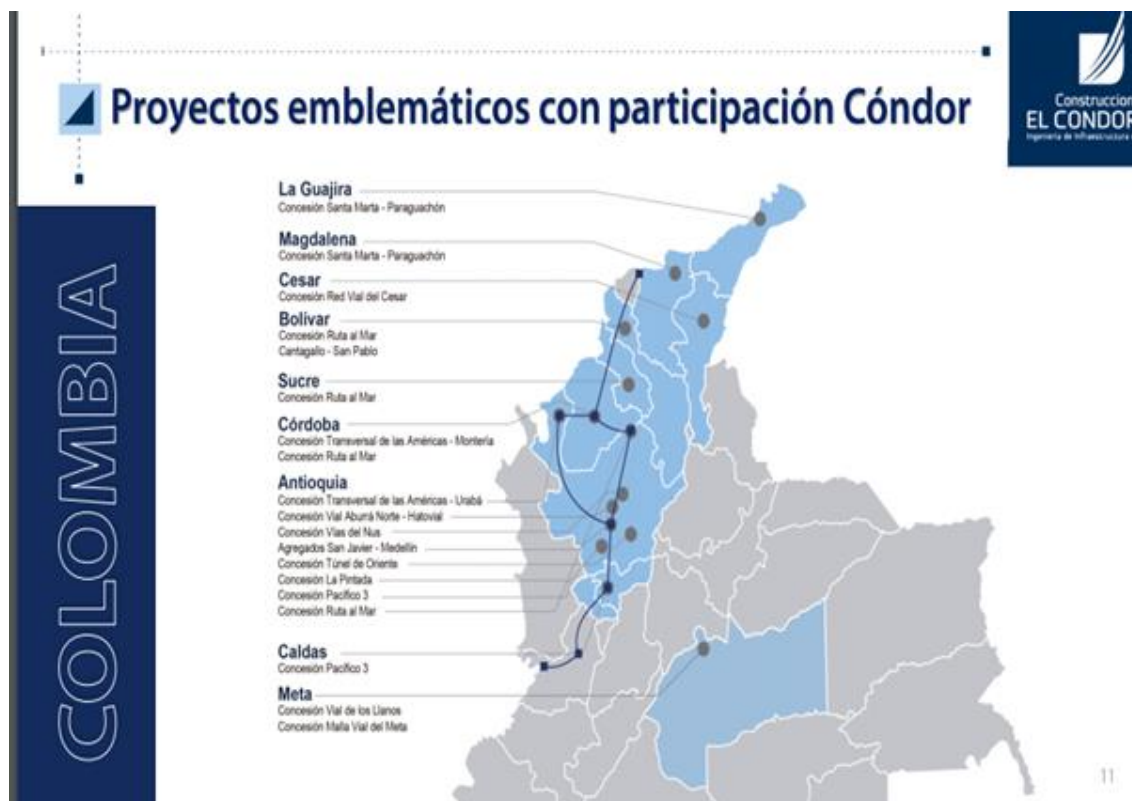 Proyectos emblemáticos con participación Cóndor
Construccion
EL CONDOR
Ingeniería de Infraestructura
COLOMBIA
La Guajira
Concesión Santa Marta - Paraguachón
Magdalena
Concesión Santa Marta - Paraguachón
Cesar
Concesión Red Vial del Cesar
Bolívar
Concesión Ruta al Mar
Cantagallo - San Pablo
Sucre
Concesión Ruta al Mar
Córdoba
Concesión Transversal de las Américas - Montería
Concesión Ruta al Mar
Antioquia
Concesión Transversal de las Américas - Urabá
Concesión Vial Aburrá Norte - Hatovial
Concesión Vías del Nus
Agregados San Javier - Medellín
Concesión Túnel de Oriente
Concesión La Pintada
Concesión Pacífico 3
Concesión Ruta al Mar
Caldas
Concesión Pacífico 3
Meta
Concesión Vial de los Llanos
Concesión Malla Vial del Meta
11